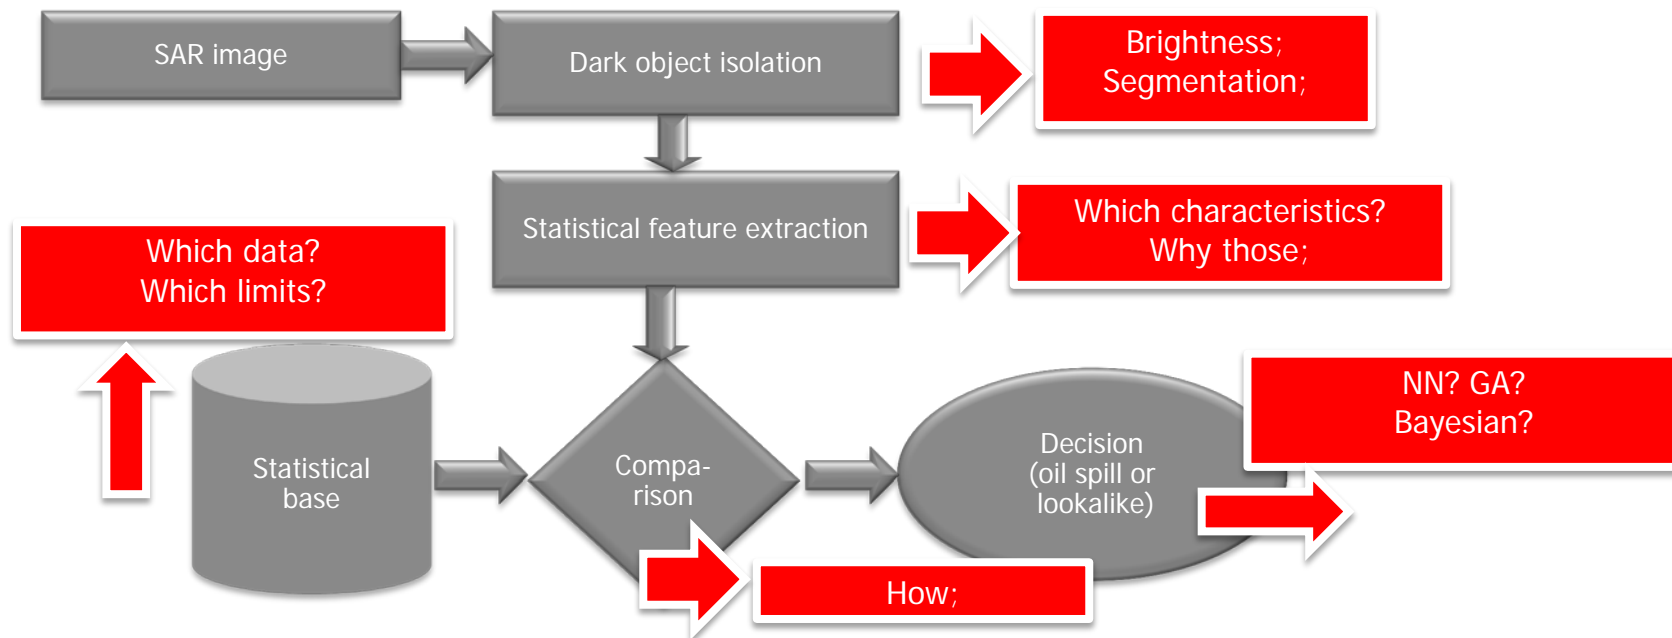 SAR image
Dark object isolation
Brightness;
Segmentation;
Statistical feature extraction
Which characteristics?
Why those;
Which data?
Which limits?
Statistical
base
Compa-
rison
Decision
(oil spill or
lookalike)
NN? GA?
Bayesian?
How;